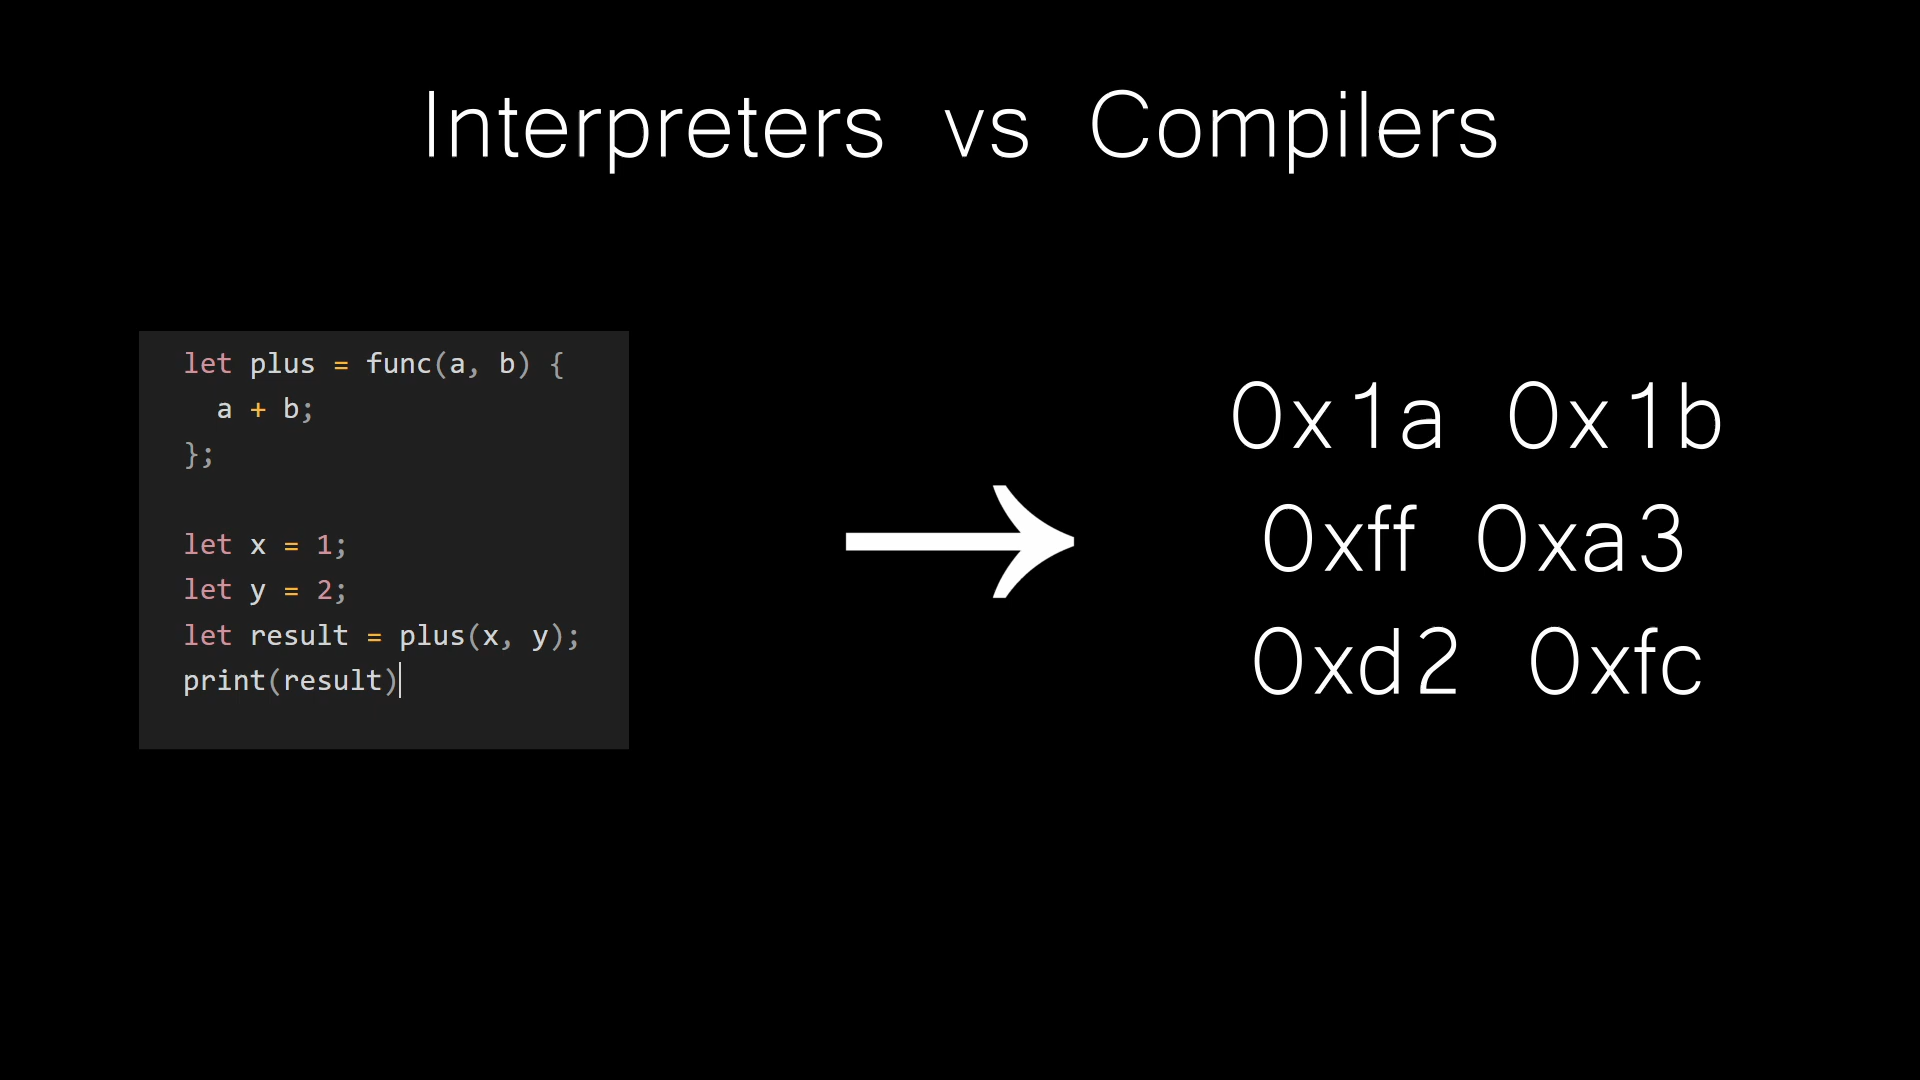 Interpreters vs Compilers
let plus = func(a, b) {
  a + b;
};
let x = 1;
let y = 2;
let result = plus(x, y);
print(result)
0x1a 0x1b
0xff 0xa3
0xd2 0xfc